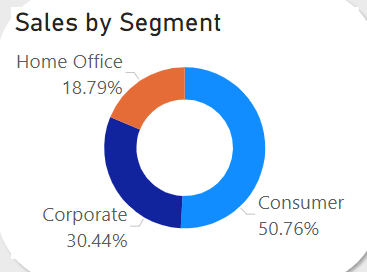 Sales by Segment
Home Office
18.79%
Corporate
30.44%
Consumer
50.76%